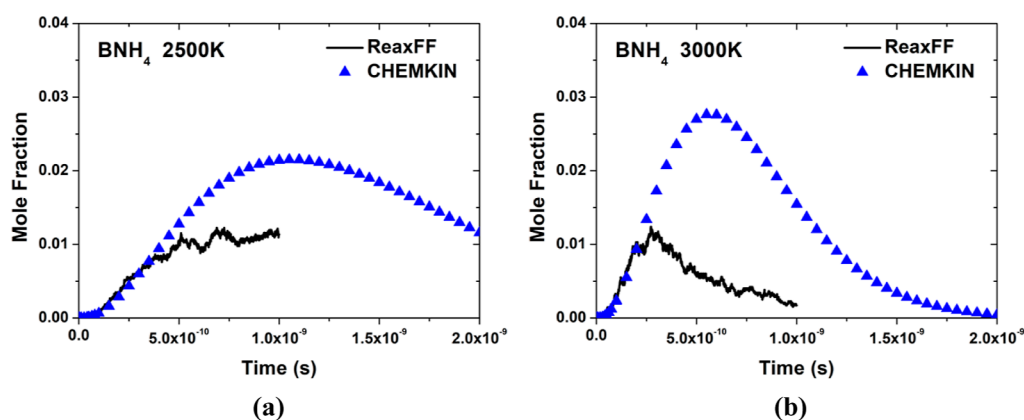 0.04
0.03
0.02
0.01
0.00
Mole Fraction
BNH₄ 2500K
ReaxFF
CHEMKIN
0.0
5.0x10⁻¹⁰
1.0x10⁻⁹
1.5x10⁻⁹
2.0x10⁻⁹
Time (s)
(a)
0.04
0.03
0.02
0.01
0.00
Mole Fraction
BNH₄ 3000K
ReaxFF
CHEMKIN
0.0
5.0x10⁻¹⁰
1.0x10⁻⁹
1.5x10⁻⁹
2.0x10⁻⁹
Time (s)
(b)